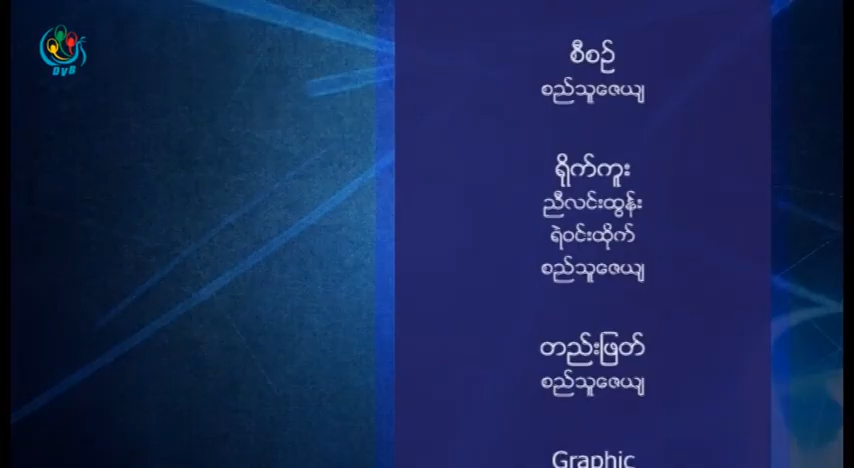 DVB
စီစဉ်
စည်သူဇေယျ
ရိုက်ကူး
ညီလင်းထွန်း
ရဲဝင်းထိုက်
စည်သူဇေယျ
တည်းဖြတ်
စည်သူဇေယျ
Graphic